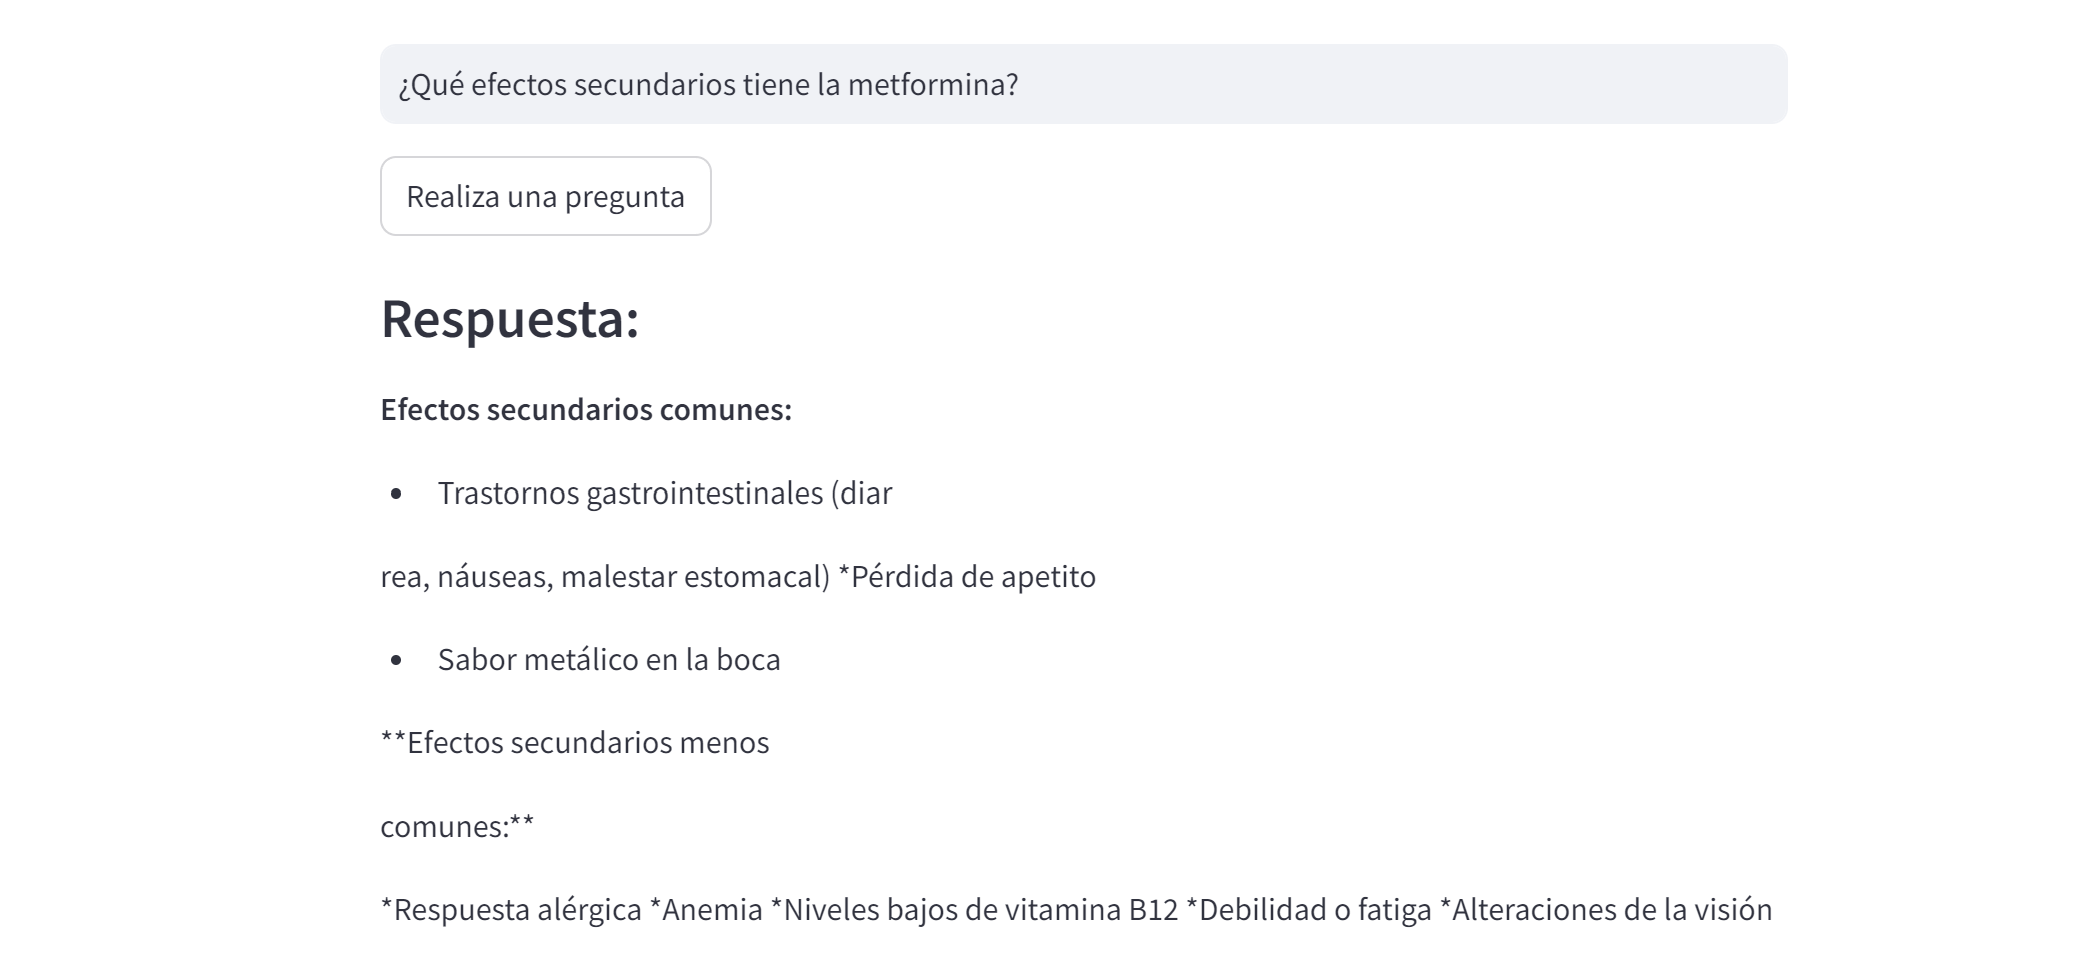 ¿Qué efectos secundarios tiene la metformina?
Realiza una pregunta
Respuesta:
Efectos secundarios comunes:
• Trastornos gastrointestinales (diar
rea, náuseas, malestar estomacal) *Pérdida de apetito
• Sabor metálico en la boca
**Efectos secundarios menos
comunes:**
*Respuesta alérgica *Anemia *Niveles bajos de vitamina B12 *Debilidad o fatiga *Alteraciones de la visión